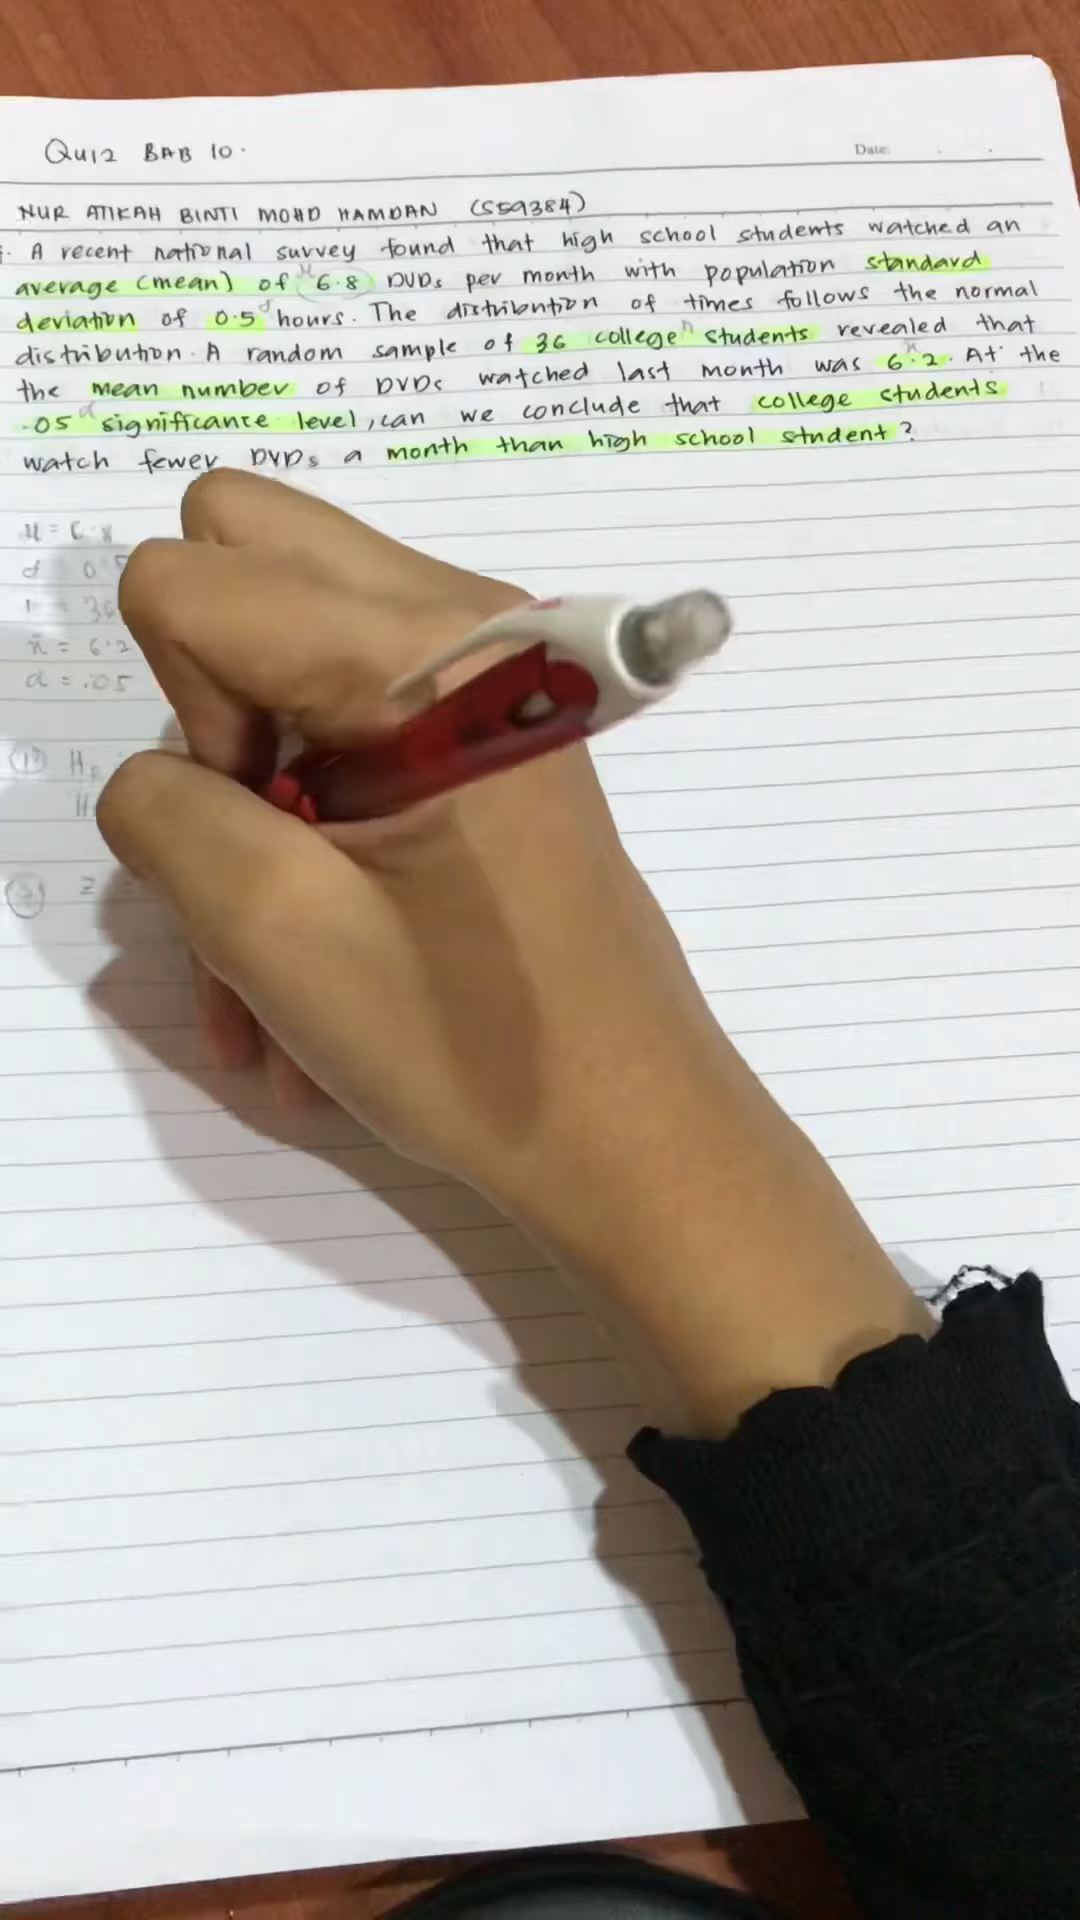 QUIZ BAB 10.
Date:
NUR ATIKAH BINTI MOHD HAMDAN (S59384)
A recent national survey found that high school students watched an
average (mean) of 6.8 DVDs per month with population standard
deviation of 0.5 hours. The distribution of times follows the normal
distribution. A random sample of 36 college students revealed that
the mean number of DVDs watched last month was 6.2. At the
.05 significance level, can we conclude that college students
watch fewer DVDs a month than high school student?
μ = 6.8
0.5
= 36
x̄ = 6.2
α = .05
(1) H
H
Z =